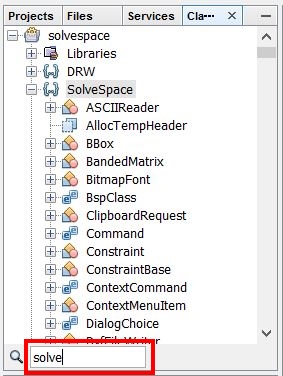 Projects Files Services Cla···
solvespace
Libraries
DRW
SolveSpace
ASCIIReader
AllocTempHeader
BBox
BandedMatrix
BitmapFont
BspClass
ClipboardRequest
Command
Constraint
ConstraintBase
ContextCommand
ContextMenuItem
DialogChoice
DxfFileWriter
solve